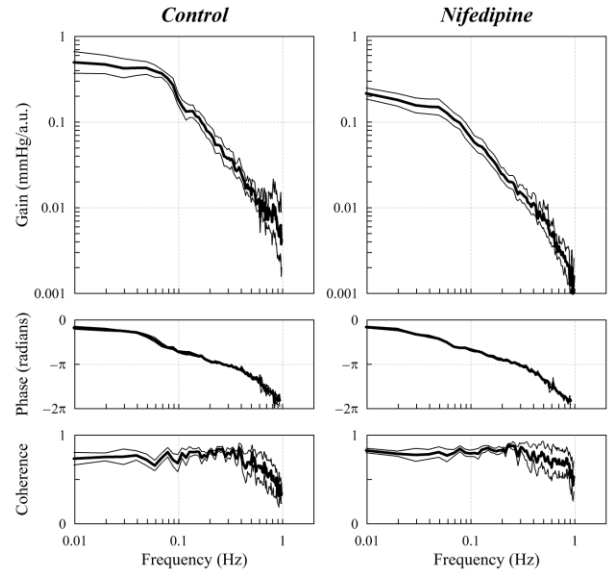 Control Nifedipine
1 1
Gain (mmHg/a.u.)
0.1 0.1
0.01 0.01
0.001 0.001
Phase (radians)
0 0
−π −π
−2π −2π
Coherence
1 1
0 0
0.01 0.1 1 0.01 0.1 1
Frequency (Hz) Frequency (Hz)